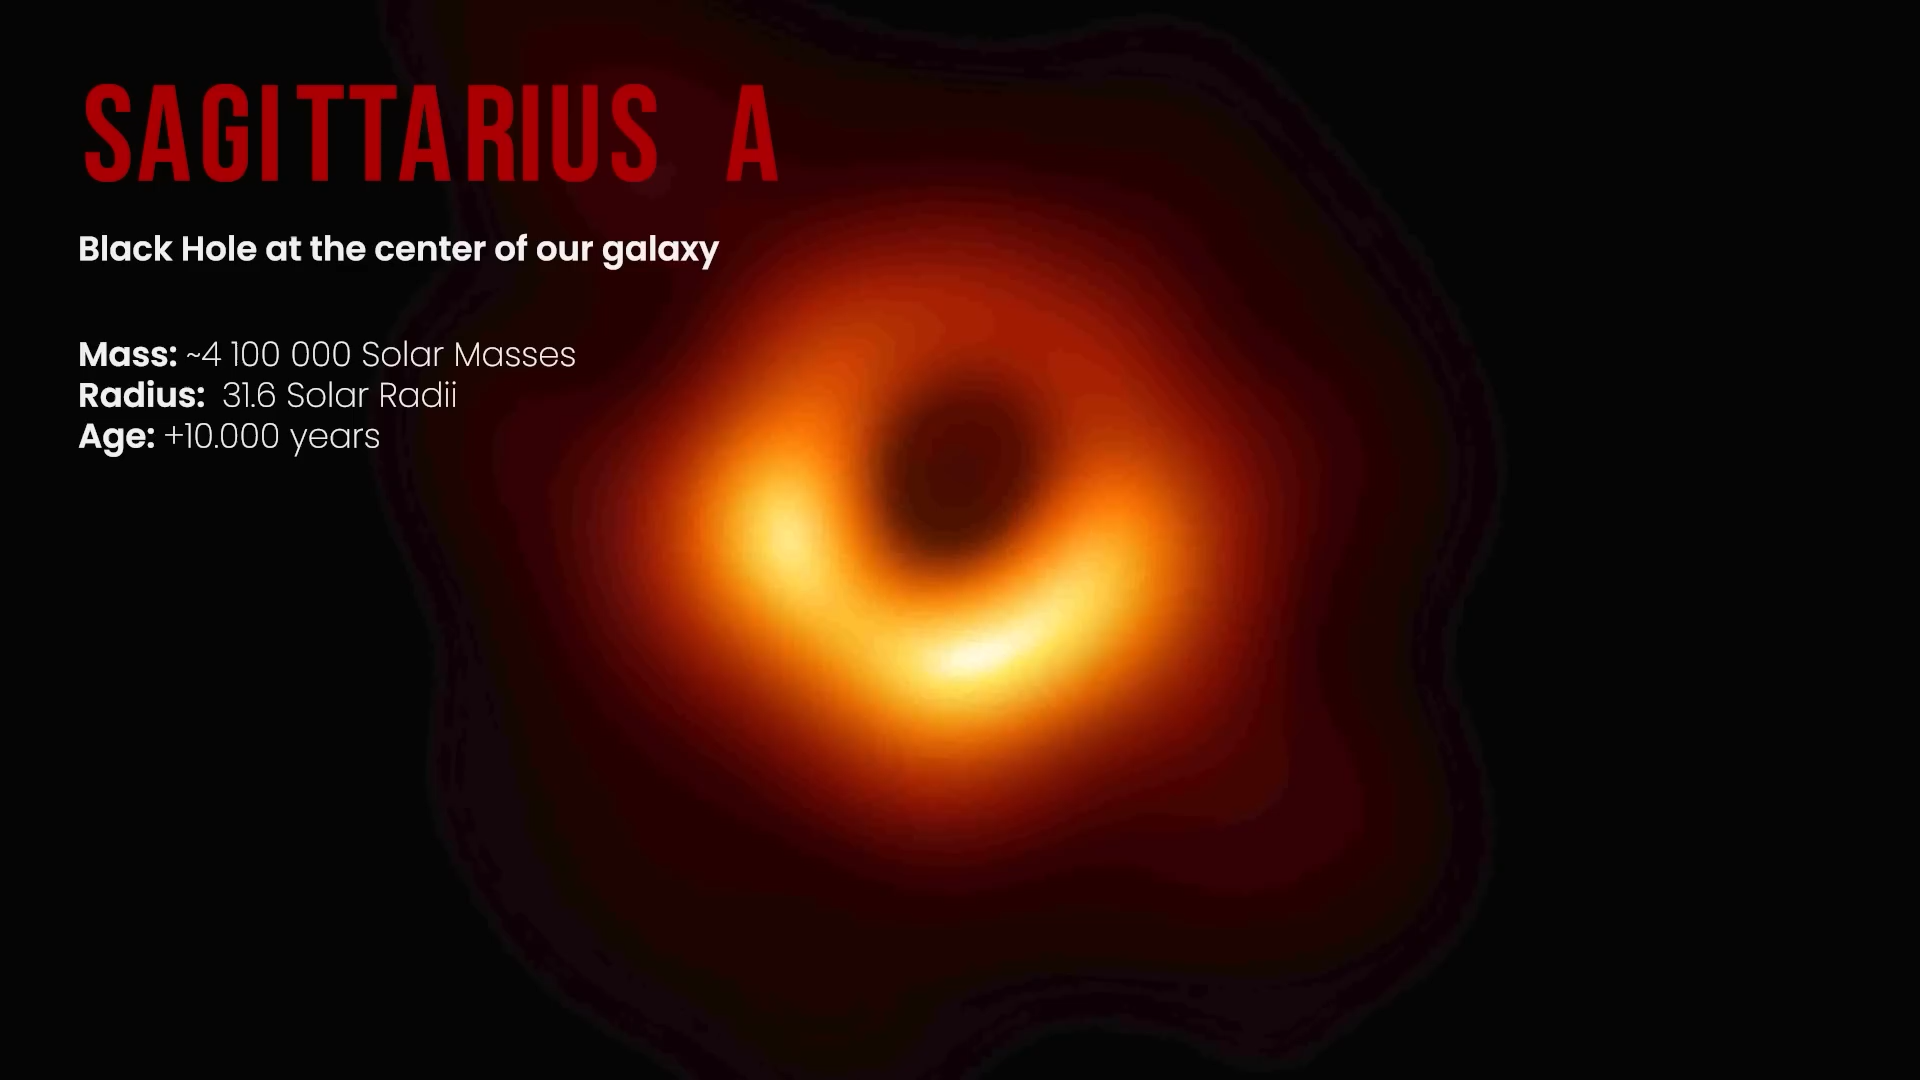 SAGITTARIUS A
Black Hole at the center of our galaxy
Mass: ~4 100 000 Solar Masses
Radius: 31.6 Solar Radii
Age: +10.000 years